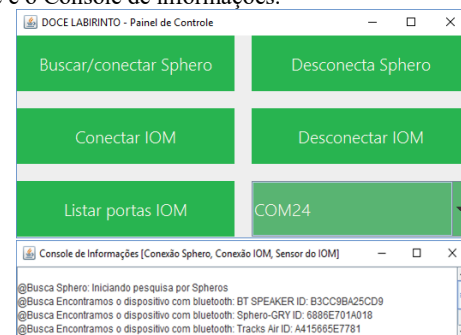 e o Console de informações.
DOCE LABIRINTO - Painel de Controle
Buscar/conectar Sphero
Desconecta Sphero
Conectar IOM
Desconectar IOM
Listar portas IOM
COM24
Console de Informações [Conexão Sphero, Conexão IOM, Sensor do IOM]
@Busca Sphero: Iniciando pesquisa por Spheros
@Busca Encontramos o dispositivo com bluetooth: BT SPEAKER ID: B3CC9BA25CD9
@Busca Encontramos o dispositivo com bluetooth: Sphero-GRY ID: 6886E701A018
@Busca Encontramos o dispositivo com bluetooth: Tracks Air ID: A415665E7781